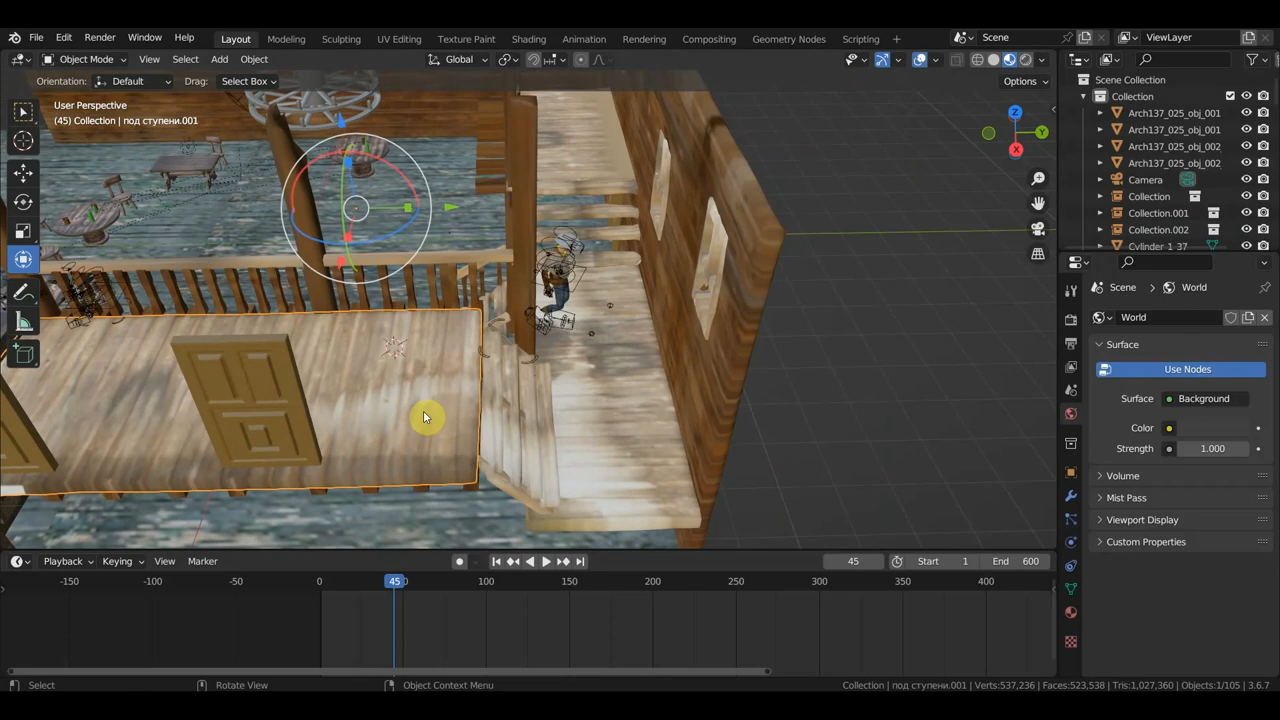 File Edit Render Window Help Layout Modeling Sculpting UV Editing Texture Paint Shading Animation Rendering Compositing Geometry Nodes Scripting + Scene ViewLayer
Object Mode View Select Add Object Global
Orientation: Default Drag: Select Box Options
User Perspective
(45) Collection | под ступени.001
Z
Y
X
Scene Collection
Collection
Arch137_025_obj_001
Arch137_025_obj_001
Arch137_025_obj_002
Arch137_025_obj_002
Camera
Collection
Collection.001
Collection.002
Cylinder_1_37
Scene World
World
Surface
Use Nodes
Surface Background
Color
Strength 1.000
Volume
Mist Pass
Viewport Display
Custom Properties
Playback Keying View Marker 45 Start 1 End 600
-150 -100 -50 0 45 100 150 200 250 300 350 400
Select Rotate View Object Context Menu Collection | под ступени.001 | Verts:537,236 | Faces:523,538 | Tris:1,027,360 | Objects:1/105 | 3.6.7